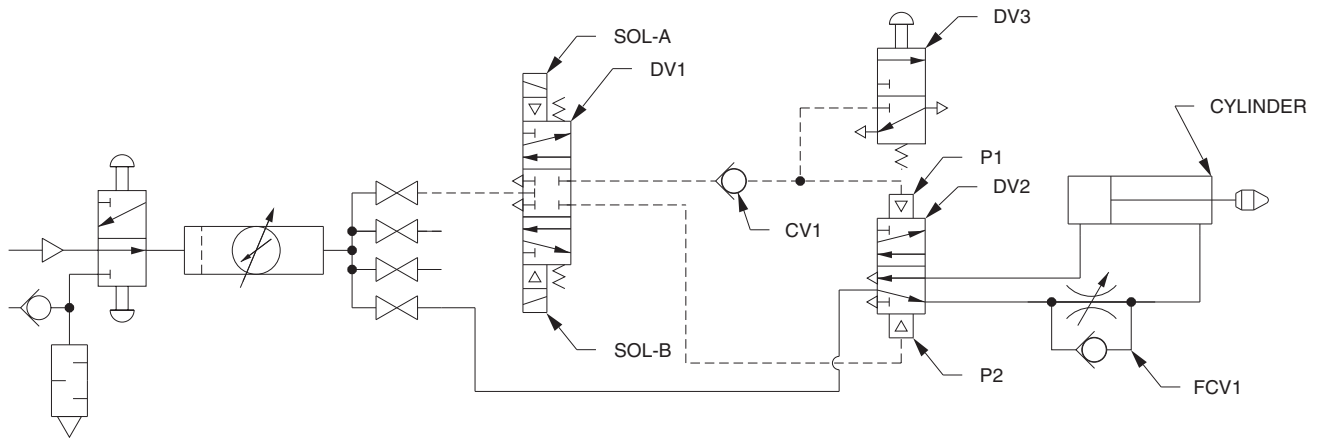 SOL-A
DV1
DV3
CYLINDER
P1
DV2
CV1
SOL-B
P2
FCV1